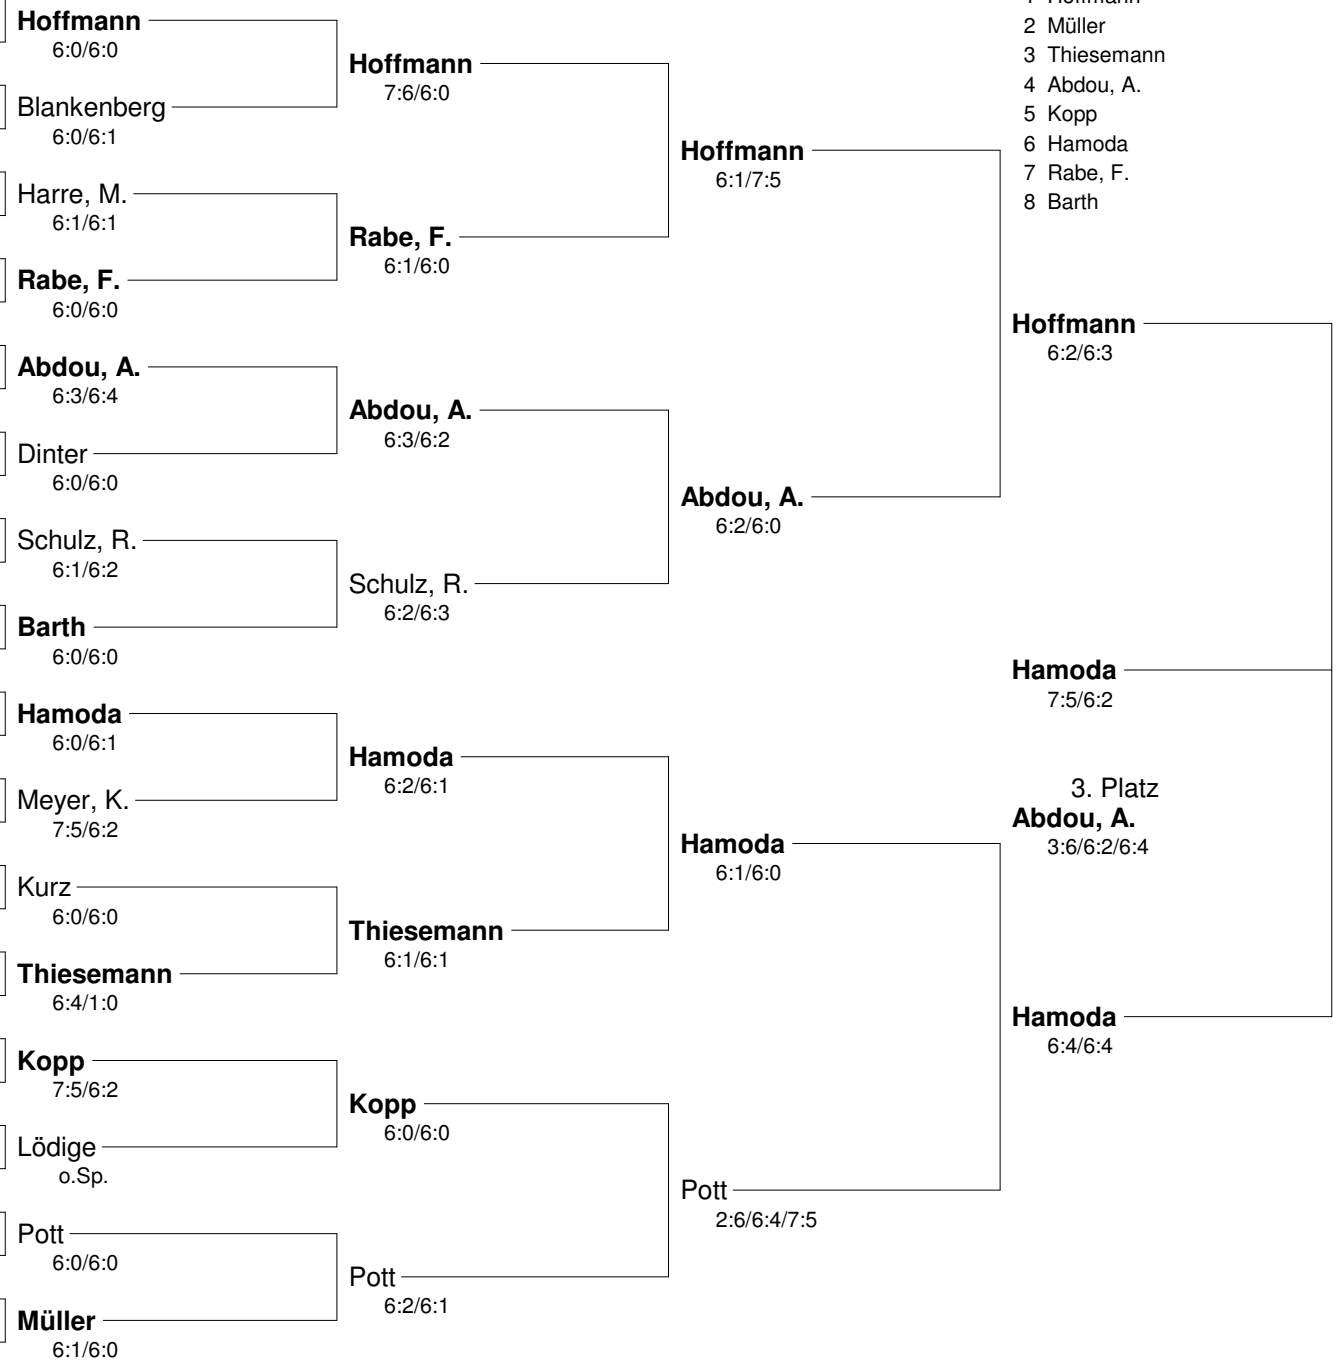 Hoffmann
6:0/6:0
Blankenberg
6:0/6:1
Harre, M.
6:1/6:1
Rabe, F.
6:0/6:0
Abdou, A.
6:3/6:4
Dinter
6:0/6:0
Schulz, R.
6:1/6:2
Barth
6:0/6:0
Hamoda
6:0/6:1
Meyer, K.
7:5/6:2
Kurz
6:0/6:0
Thiesemann
6:4/1:0
Kopp
7:5/6:2
Lödige
o.Sp.
Pott
6:0/6:0
Müller
6:1/6:0
Hoffmann
7:6/6:0
Rabe, F.
6:1/6:0
Abdou, A.
6:3/6:2
Schulz, R.
6:2/6:3
Hamoda
6:2/6:1
Thiesemann
6:1/6:1
Kopp
6:0/6:0
Pott
6:2/6:1
Hoffmann
6:1/7:5
Abdou, A.
6:2/6:0
Hamoda
6:1/6:0
Pott
2:6/6:4/7:5
1 Hoffmann
2 Müller
3 Thiesemann
4 Abdou, A.
5 Kopp
6 Hamoda
7 Rabe, F.
8 Barth
Hoffmann
6:2/6:3
Hamoda
7:5/6:2
3. Platz
Abdou, A.
3:6/6:2/6:4
Hamoda
6:4/6:4